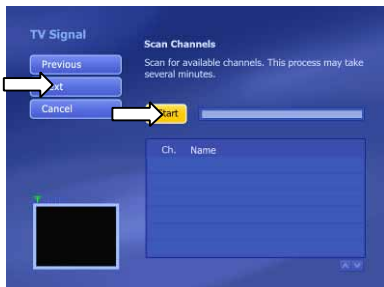 TV Signal
Scan Channels
Previous
Scan for available channels. This process may take
several minutes.
Cancel
Ch. Name